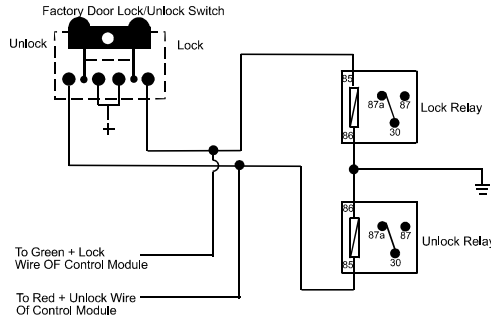 Factory Door Lock/Unlock Switch
Unlock
Lock
+
85
87a
87
30
86
Lock Relay
86
87a
87
30
85
Unlock Relay
To Green + Lock
Wire OF Control Module
To Red + Unlock Wire
Of Control Module